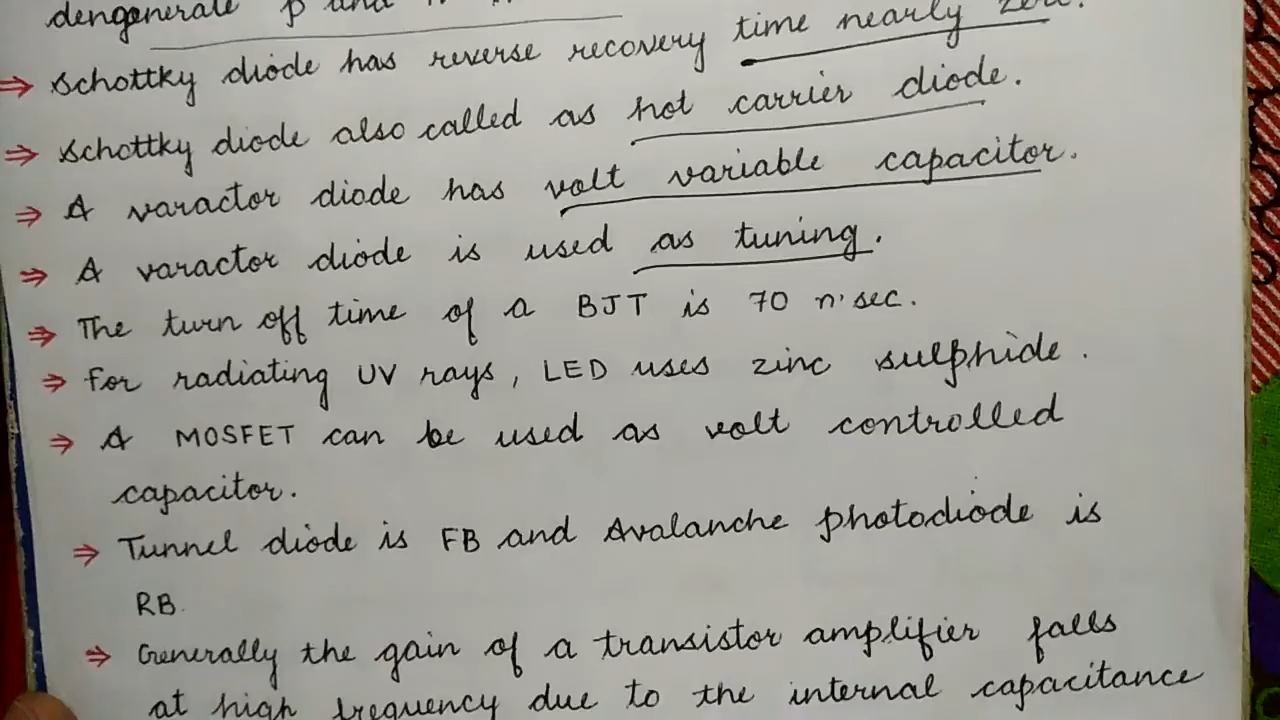 dengenerate p and
⇒ Schottky diode has reverse recovery time nearly zero.
⇒ Schottky diode also called as hot carrier diode.
⇒ A varactor diode has volt variable capacitor.
⇒ A varactor diode is used as tuning.
⇒ The turn off time of a BJT is 70 n'sec.
⇒ For radiating UV rays, LED uses zinc sulphide.
⇒ A MOSFET can be used as volt controlled
capacitor.
⇒ Tunnel diode is FB and Avalanche photodiode is
RB.
⇒ Generally the gain of a transistor amplifier falls
at high frequency due to the internal capacitance